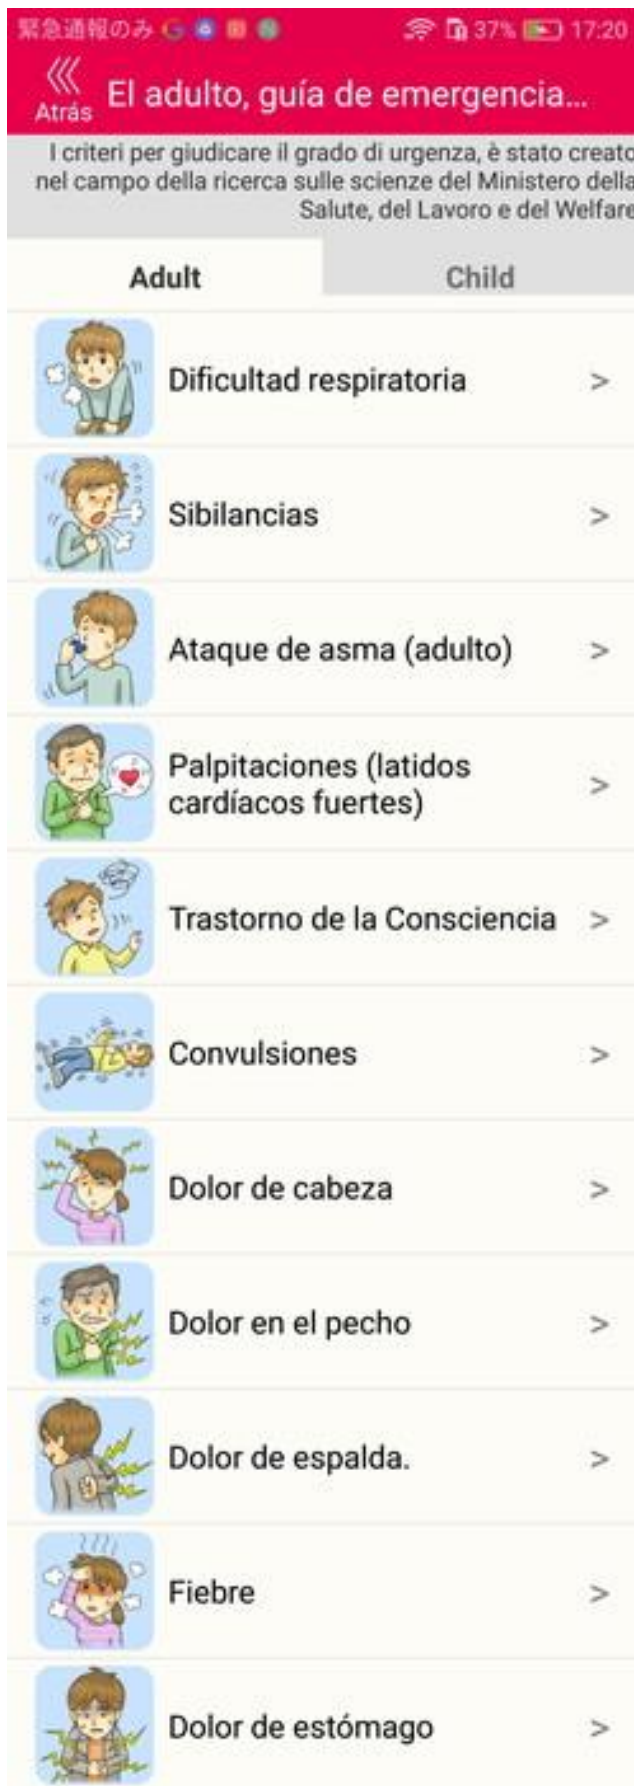 緊急通報のみ 37% 17:20
Atrás El adulto, guía de emergencia...
I criteri per giudicare il grado di urgenza, è stato creato
nel campo della ricerca sulle scienze del Ministero della
Salute, del Lavoro e del Welfare
Adult Child
Dificultad respiratoria >
Sibilancias >
Ataque de asma (adulto) >
Palpitaciones (latidos
cardíacos fuertes) >
Trastorno de la Consciencia >
Convulsiones >
Dolor de cabeza >
Dolor en el pecho >
Dolor de espalda. >
Fiebre >
Dolor de estómago >